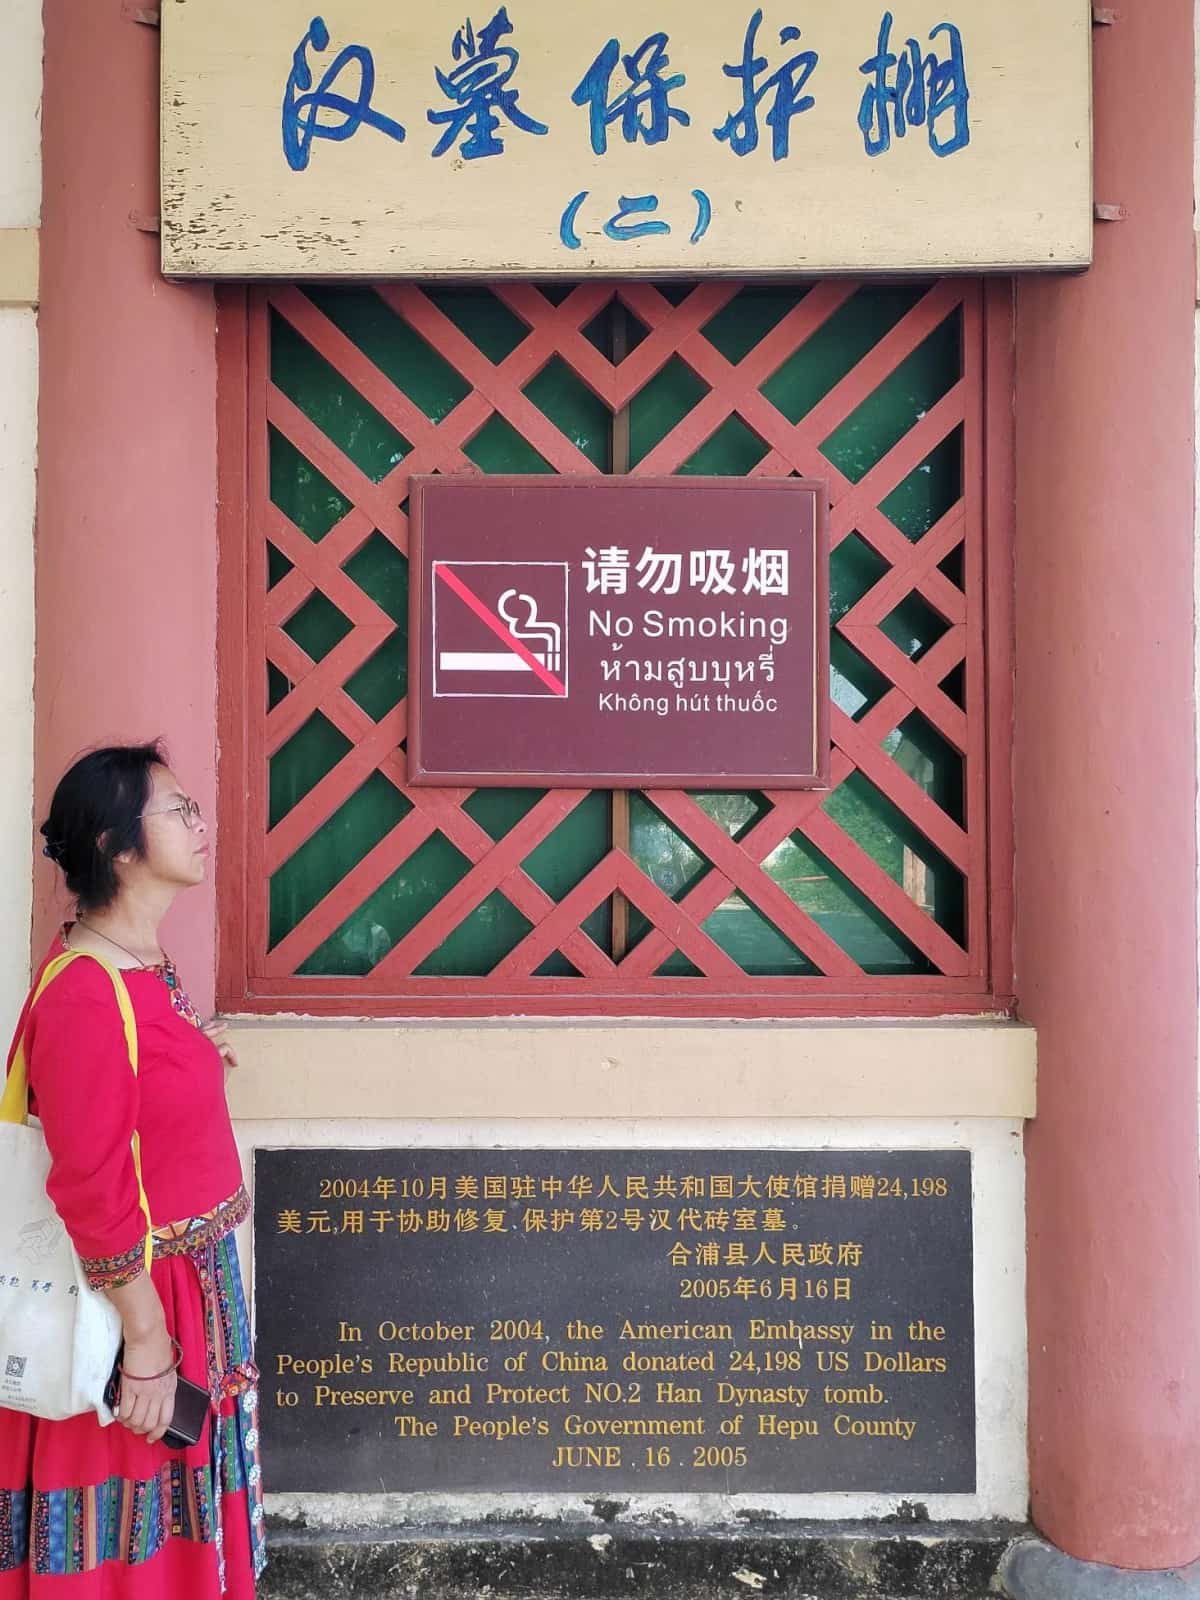 汉墓保护棚
(二)
请勿吸烟
No Smoking
ห้ามสูบบุหรี่
Không hút thuốc
2004年10月美国驻中华人民共和国大使馆捐赠24,198
美元,用于协助修复、保护第2号汉代砖室墓。
合浦县人民政府
2005年6月16日
In October 2004, the American Embassy in the
People's Republic of China donated 24,198 US Dollars
to Preserve and Protect NO.2 Han Dynasty tomb.
The People's Government of Hepu County
JUNE . 16 . 2005